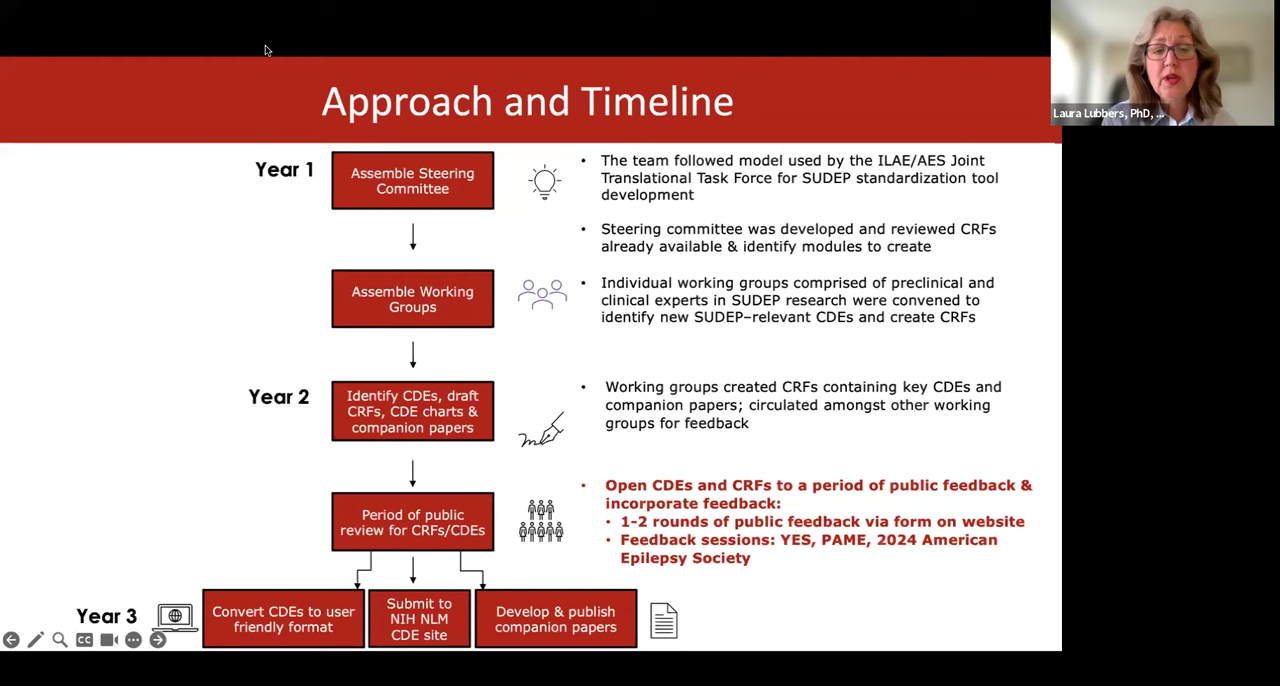 Laura Lubbers, PhD, ...
Approach and Timeline
Year 1
Assemble Steering
Committee
• The team followed model used by the ILAE/AES Joint
Translational Task Force for SUDEP standardization tool
development
• Steering committee was developed and reviewed CRFs
already available & identify modules to create
Assemble Working
Groups
• Individual working groups comprised of preclinical and
clinical experts in SUDEP research were convened to
identify new SUDEP–relevant CDEs and create CRFs
Year 2
Identify CDEs, draft
CRFs, CDE charts &
companion papers
• Working groups created CRFs containing key CDEs and
companion papers; circulated amongst other working
groups for feedback
Period of public
review for CRFs/CDEs
• Open CDEs and CRFs to a period of public feedback &
incorporate feedback:
• 1-2 rounds of public feedback via form on website
• Feedback sessions: YES, PAME, 2024 American
Epilepsy Society
Year 3
Convert CDEs to user
friendly format
Submit to
NIH NLM
CDE site
Develop & publish
companion papers
CC